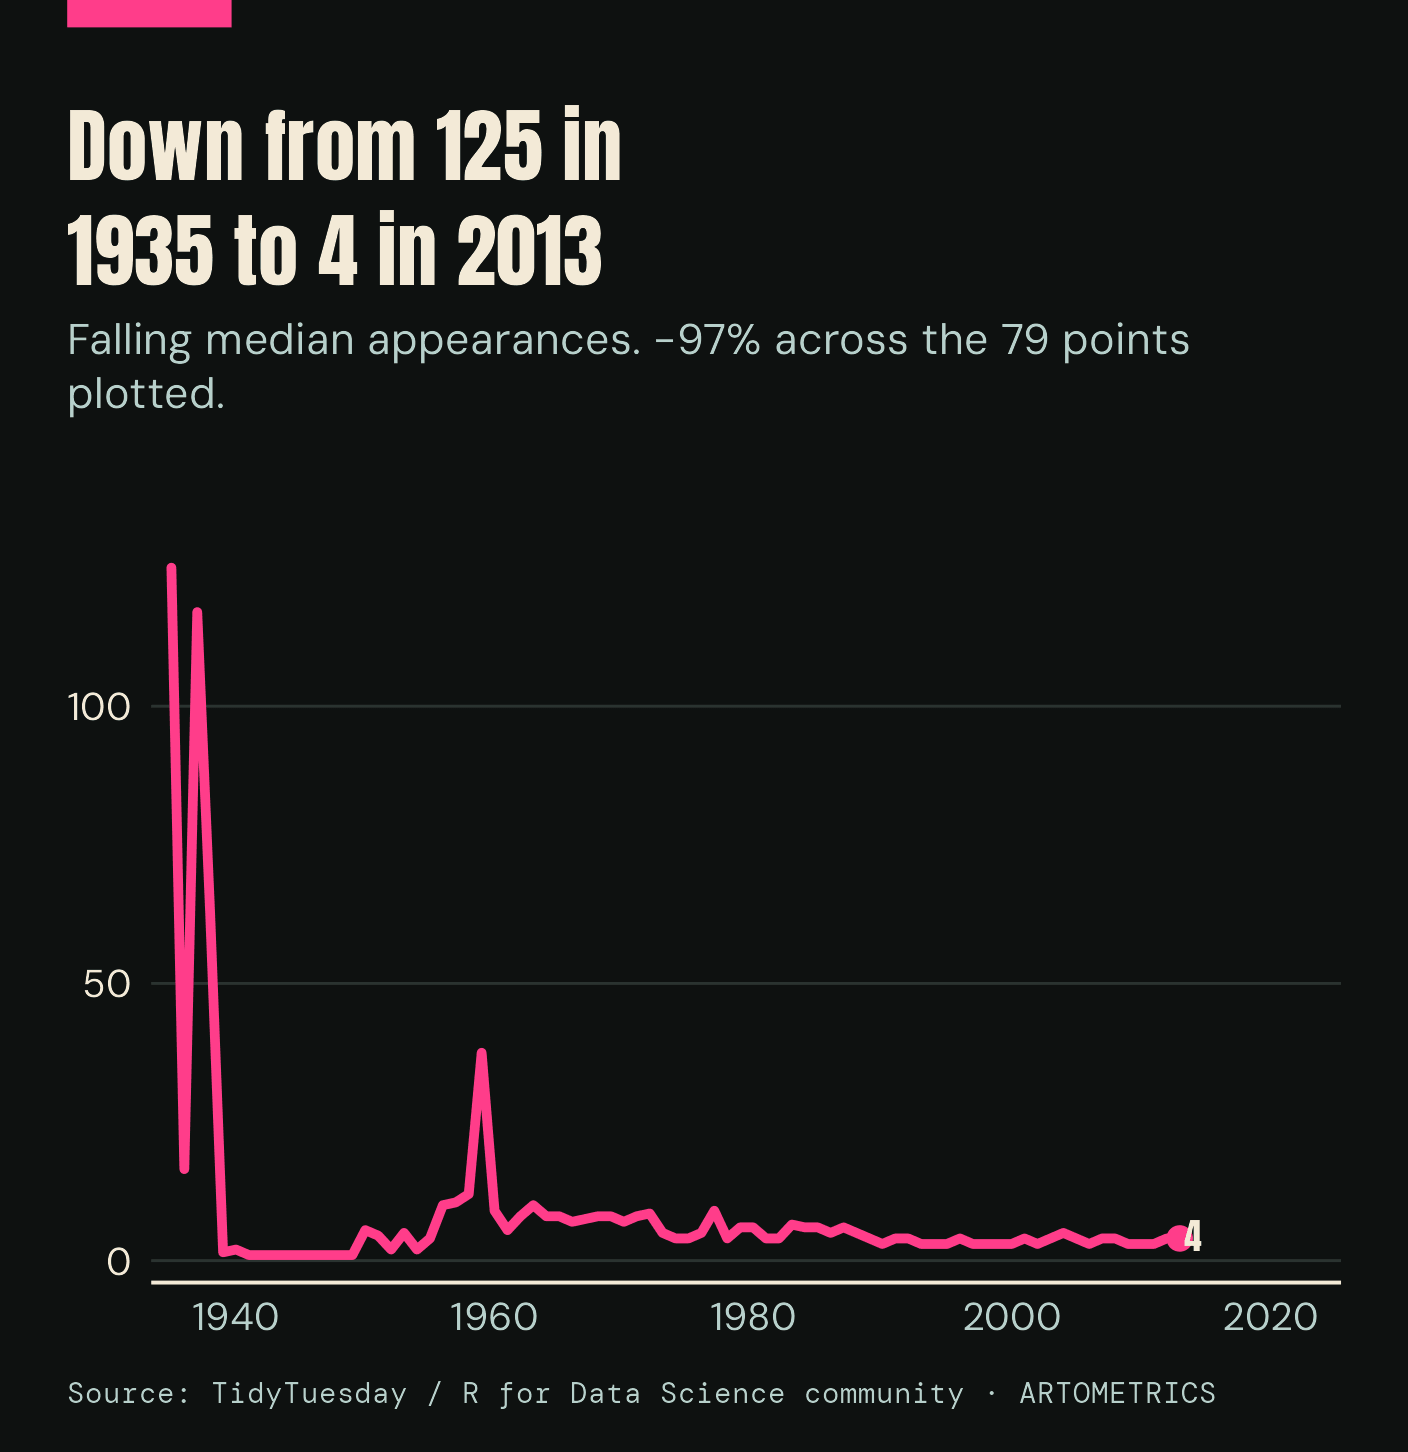 Down from 125 in
1935 to 4 in 2013
Falling median appearances. −97% across the 79 points
plotted.
100
50
0
4
1940 1960 1980 2000 2020
Source: TidyTuesday / R for Data Science community · ARTOMETRICS